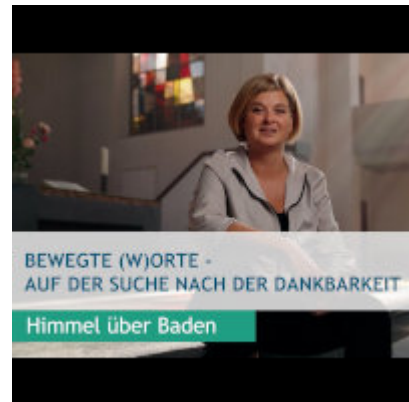 BEWEGTE (W)ORTE -
AUF DER SUCHE NACH DER DANKBARKEIT
Himmel über Baden